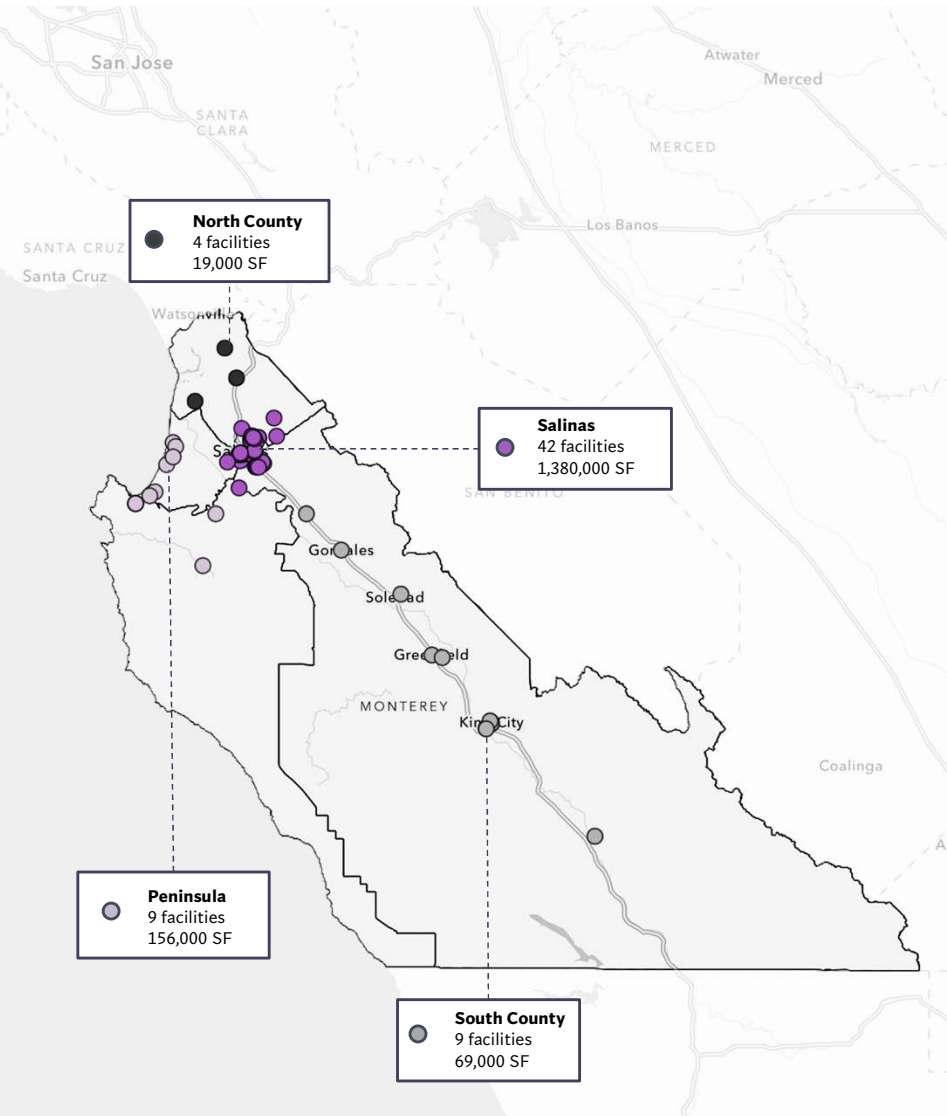 San Jose
Atwater
Merced
SANTA
CLARA
MERCED
North County
4 facilities
19,000 SF
Los Banos
SANTA CRUZ
Santa Cruz
Salinas
42 facilities
1,380,000 SF
SAN BENITO
MONTEREY
City
Coalinga
Peninsula
9 facilities
156,000 SF
South County
9 facilities
69,000 SF